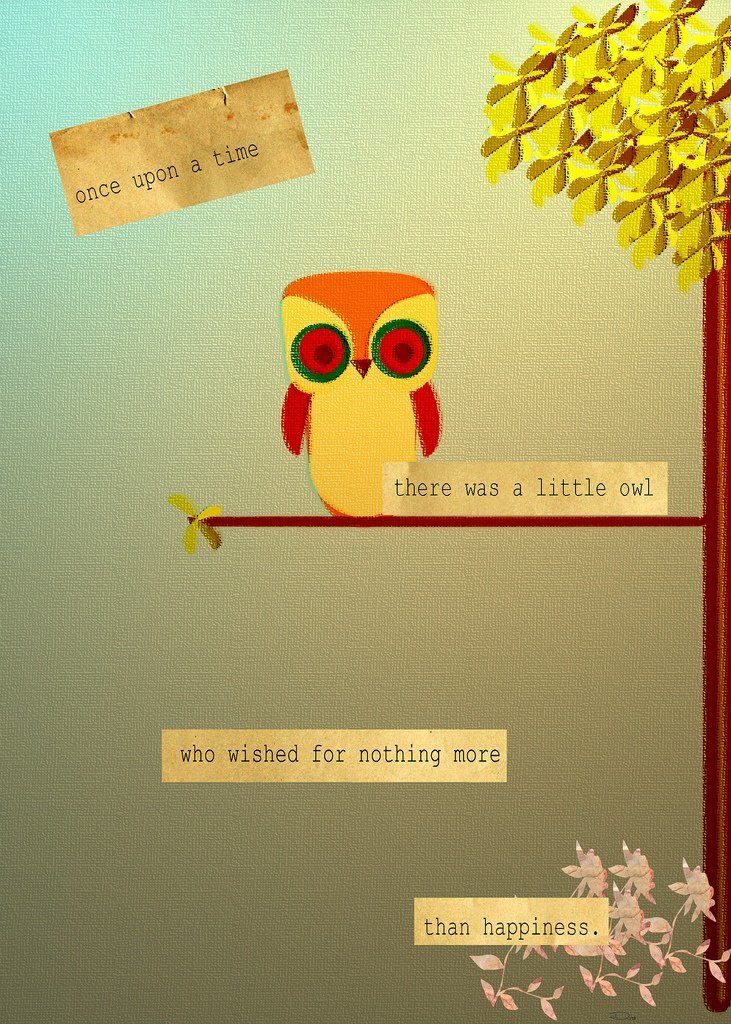 once upon a time
there was a little owl
who wished for nothing more
than happiness.